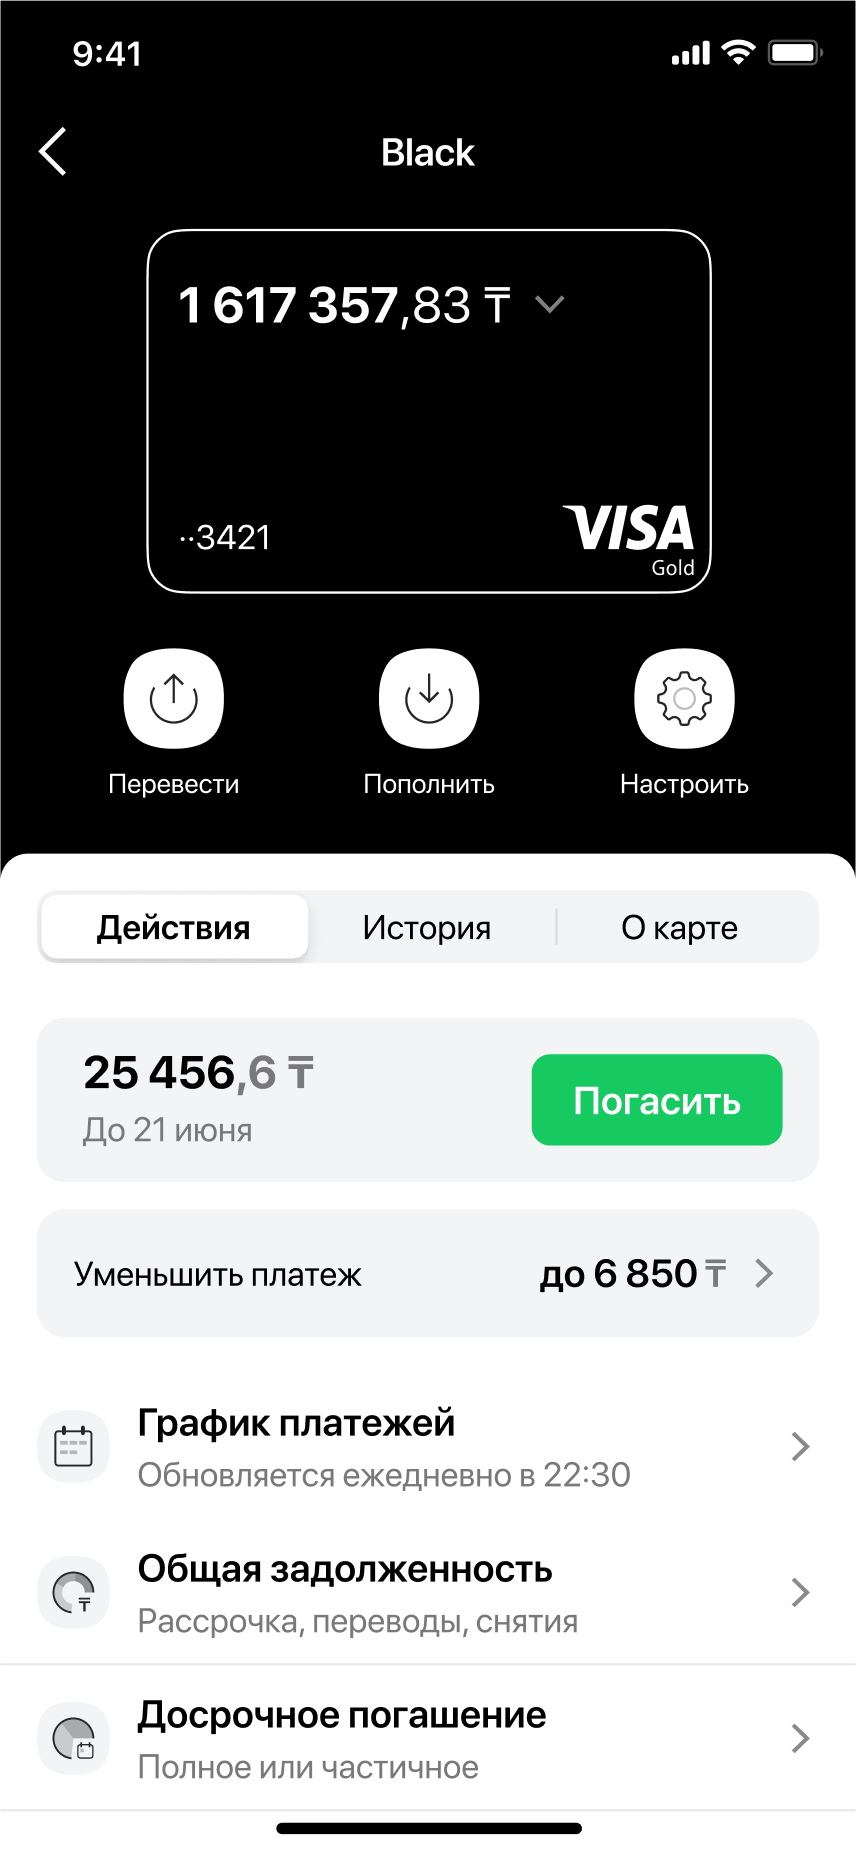 9:41
Black
1 617 357,83 ₸
··3421
VISA
Gold
Перевести
Пополнить
Настроить
Действия
История
О карте
25 456,6 ₸
До 21 июня
Погасить
Уменьшить платеж
до 6 850 ₸
График платежей
Обновляется ежедневно в 22:30
Общая задолженность
₸
Рассрочка, переводы, снятия
Досрочное погашение
Полное или частичное